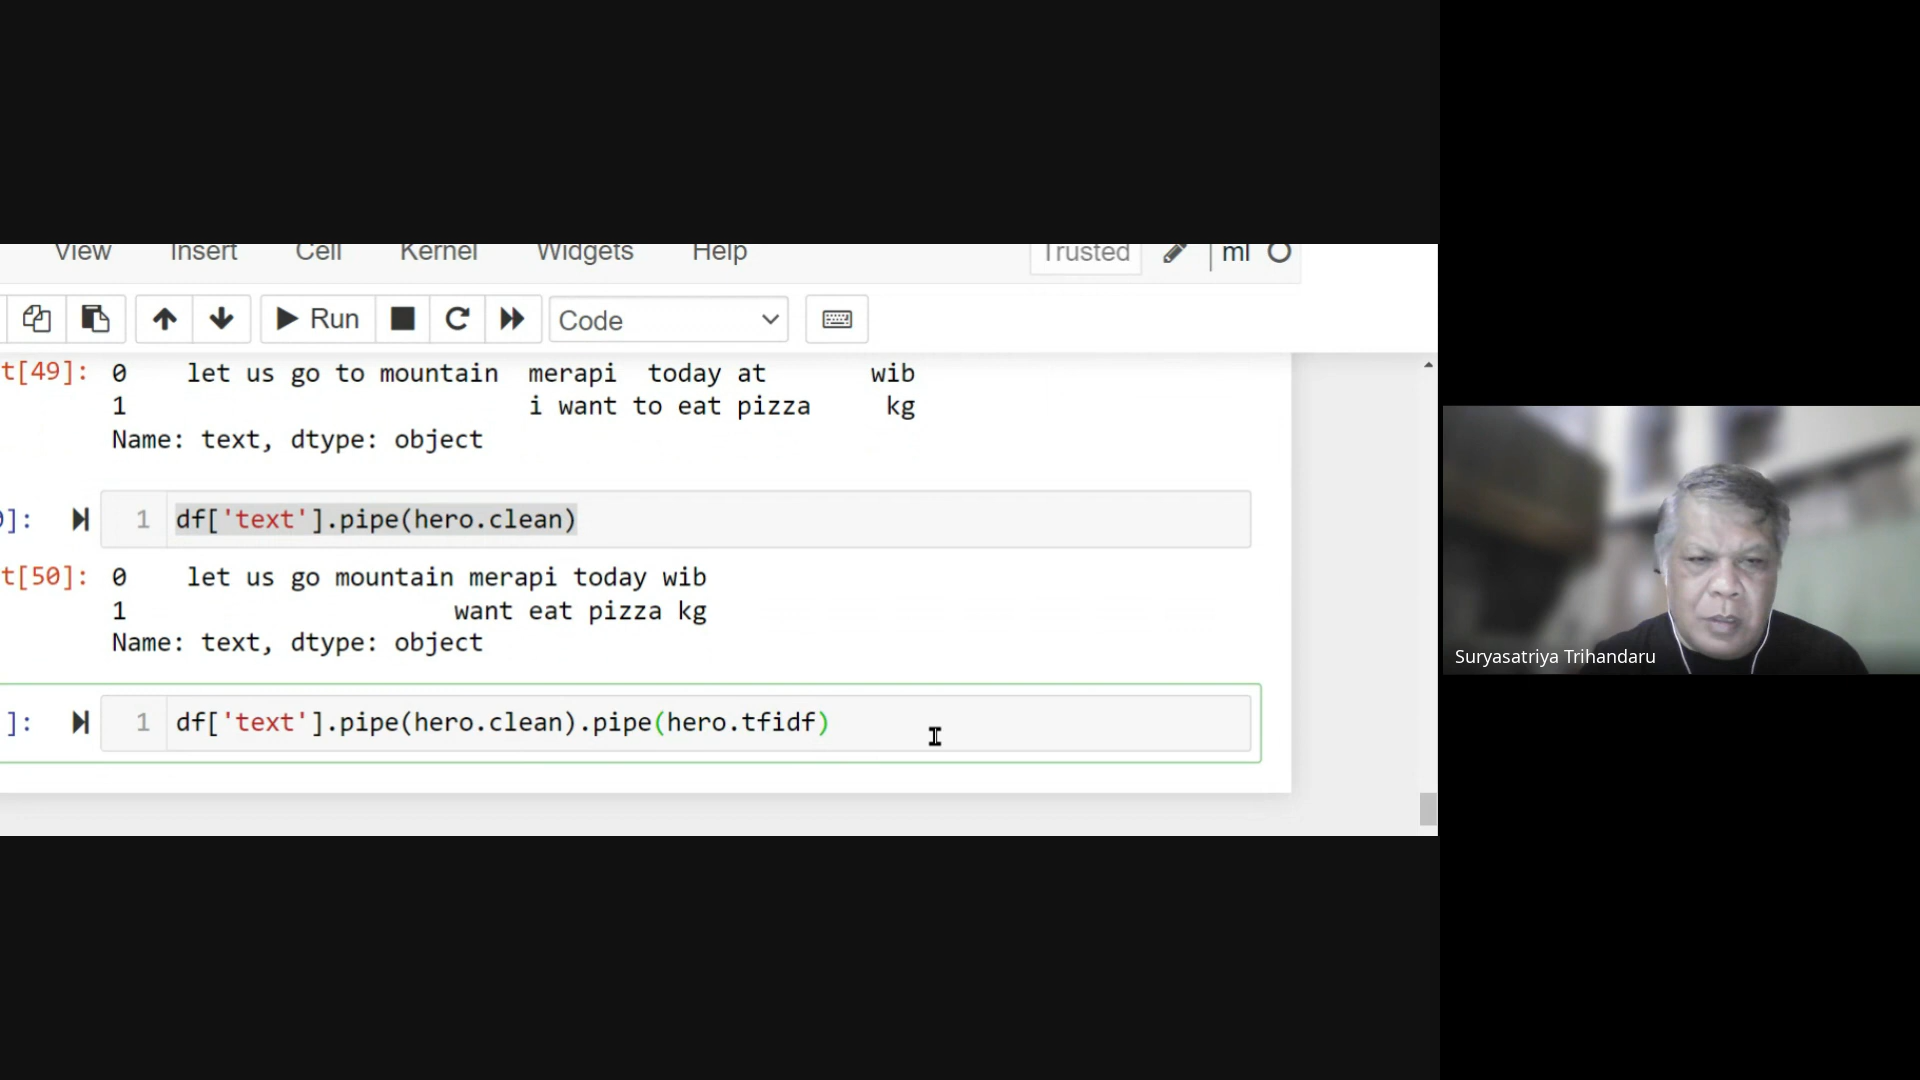 View Insert Cell Kernel Widgets Help Trusted ml
Run Code
t[49]: 0 let us go to mountain merapi today at wib
1 i want to eat pizza kg
Name: text, dtype: object
]: 1 df['text'].pipe(hero.clean)
t[50]: 0 let us go mountain merapi today wib
1 want eat pizza kg
Name: text, dtype: object
]: 1 df['text'].pipe(hero.clean).pipe(hero.tfidf)
Suryasatriya Trihandaru